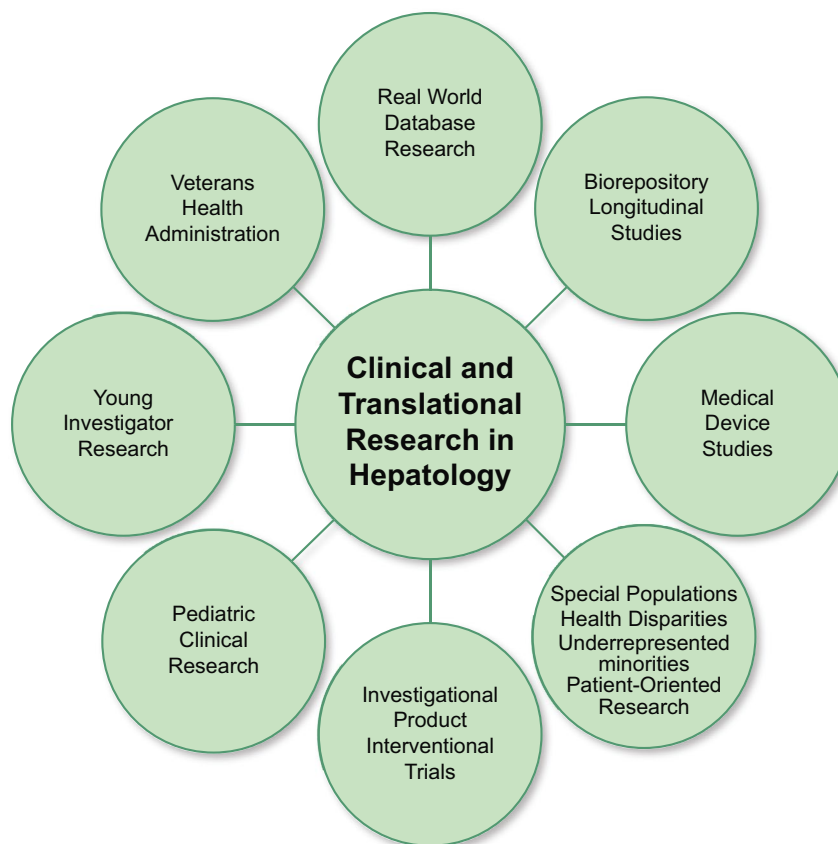 Real World
Database
Research
Veterans
Health
Administration
Biorepository
Longitudinal
Studies
Clinical and
Translational
Research in
Hepatology
Young
Investigator
Research
Medical
Device
Studies
Pediatric
Clinical
Research
Special Populations
Health Disparities
Underrepresented
minorities
Patient-Oriented
Research
Investigational
Product
Interventional
Trials